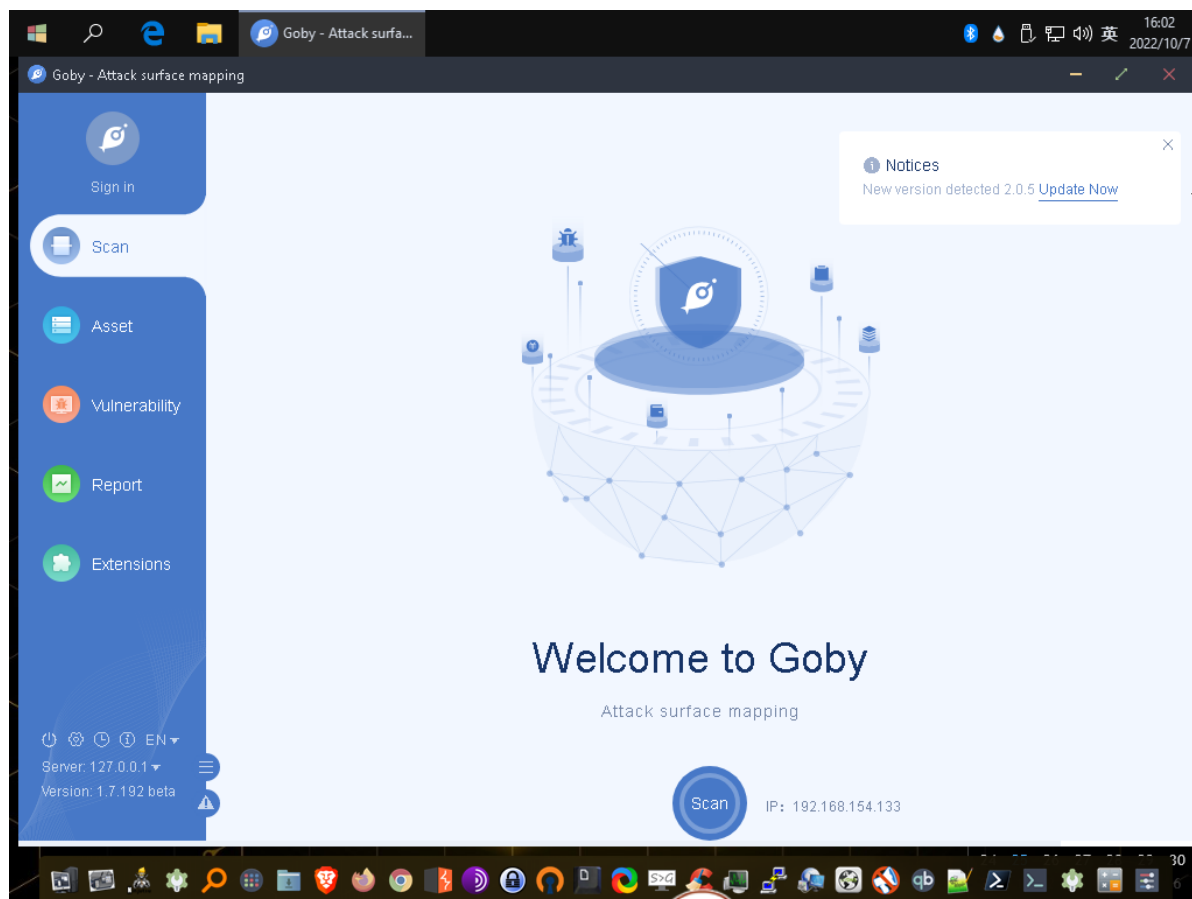 Goby - Attack surfa...
英
16:02
2022/10/7
Goby - Attack surface mapping
Sign in
Notices
New version detected 2.0.5 Update Now
Scan
Asset
Vulnerability
Report
Extensions
Welcome to Goby
Attack surface mapping
EN
Server: 127.0.0.1
Version: 1.7.192 beta
Scan
IP: 192.168.154.133
30
S>G
qb